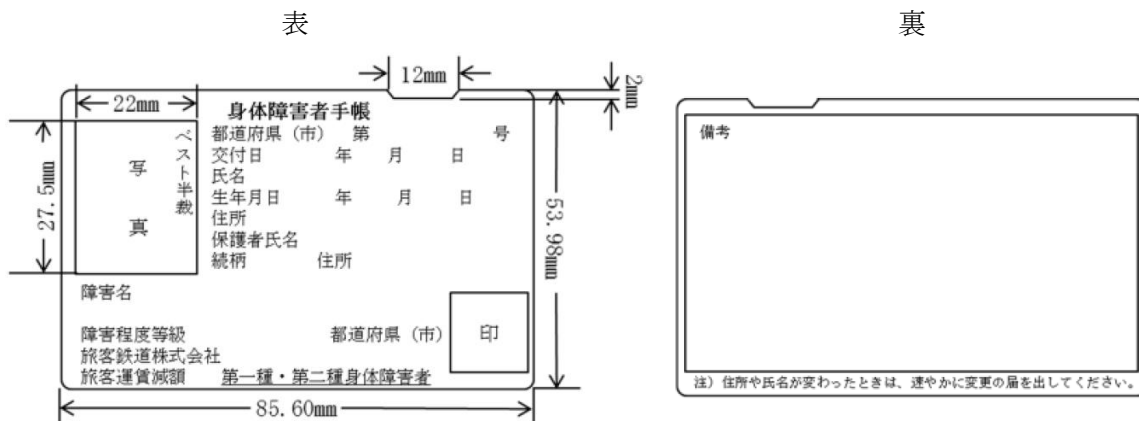 表
裏
12mm
2mm
22mm
身体障害者手帳
都道府県（市） 第 号
交付日 年 月 日
氏名
生年月日 年 月 日
住所
保護者氏名
続柄 住所
写真
ベスト半裁
27.5mm
53.98mm
障害名
障害程度等級 都道府県（市） 印
旅客鉄道株式会社
旅客運賃減額 第一種・第二種身体障害者
85.60mm
備考
注）住所や氏名が変わったときは、速やかに変更の届を出してください。